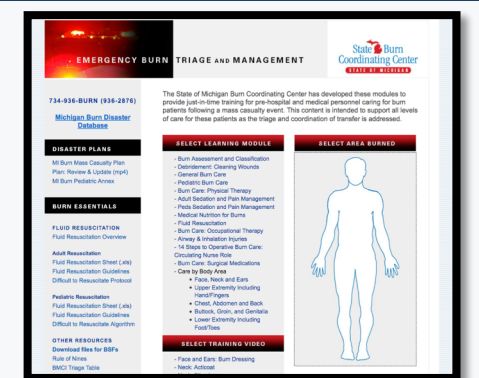 EMERGENCY BURN TRIAGE AND MANAGEMENT
State Burn
Coordinating Center
STATE OF MICHIGAN
734-936-BURN (936-2876)
Michigan Burn Disaster
Database
DISASTER PLANS
MI Burn Mass Casualty Plan
Plan: Review & Update (mp4)
MI Burn Pediatric Annex
BURN ESSENTIALS
FLUID RESUSCITATION
Fluid Resuscitation Overview
Adult Resuscitation
Fluid Resuscitation Sheet (.xls)
Fluid Resuscitation Guidelines
Difficult to Resuscitate Protocol
Pediatric Resuscitation
Fluid Resuscitation Sheet (.xls)
Fluid Resuscitation Guidelines
Difficult to Resuscitate Algorithm
OTHER RESOURCES
Download files for BSFs
Rule of Nines
BMCI Triage Table
The State of Michigan Burn Coordinating Center has developed these modules to
provide just-in-time training for pre-hospital and medical personnel caring for burn
patients following a mass casualty event. This content is intended to support all levels
of care for these patients as the triage and coordination of transfer is addressed.
SELECT LEARNING MODULE
- Burn Assessment and Classification
- Debridement: Cleaning Wounds
- General Burn Care
- Pediatric Burn Care
- Burn Care: Physical Therapy
- Adult Sedation and Pain Management
- Peds Sedation and Pain Management
- Medical Nutrition for Burns
- Fluid Resuscitation
- Burn Care: Occupational Therapy
- Airway & Inhalation Injuries
- 14 Steps to Operative Burn Care:
Circulating Nurse Role
- Burn Care: Surgical Medications
- Care by Body Area
• Face, Neck and Ears
• Upper Extremity Including
Hand/Fingers
• Chest, Abdomen and Back
• Buttock, Groin, and Genitalia
• Lower Extremity Including
Foot/Toes
SELECT TRAINING VIDEO
- Face and Ears: Burn Dressing
- Neck: Acticoat
SELECT AREA BURNED